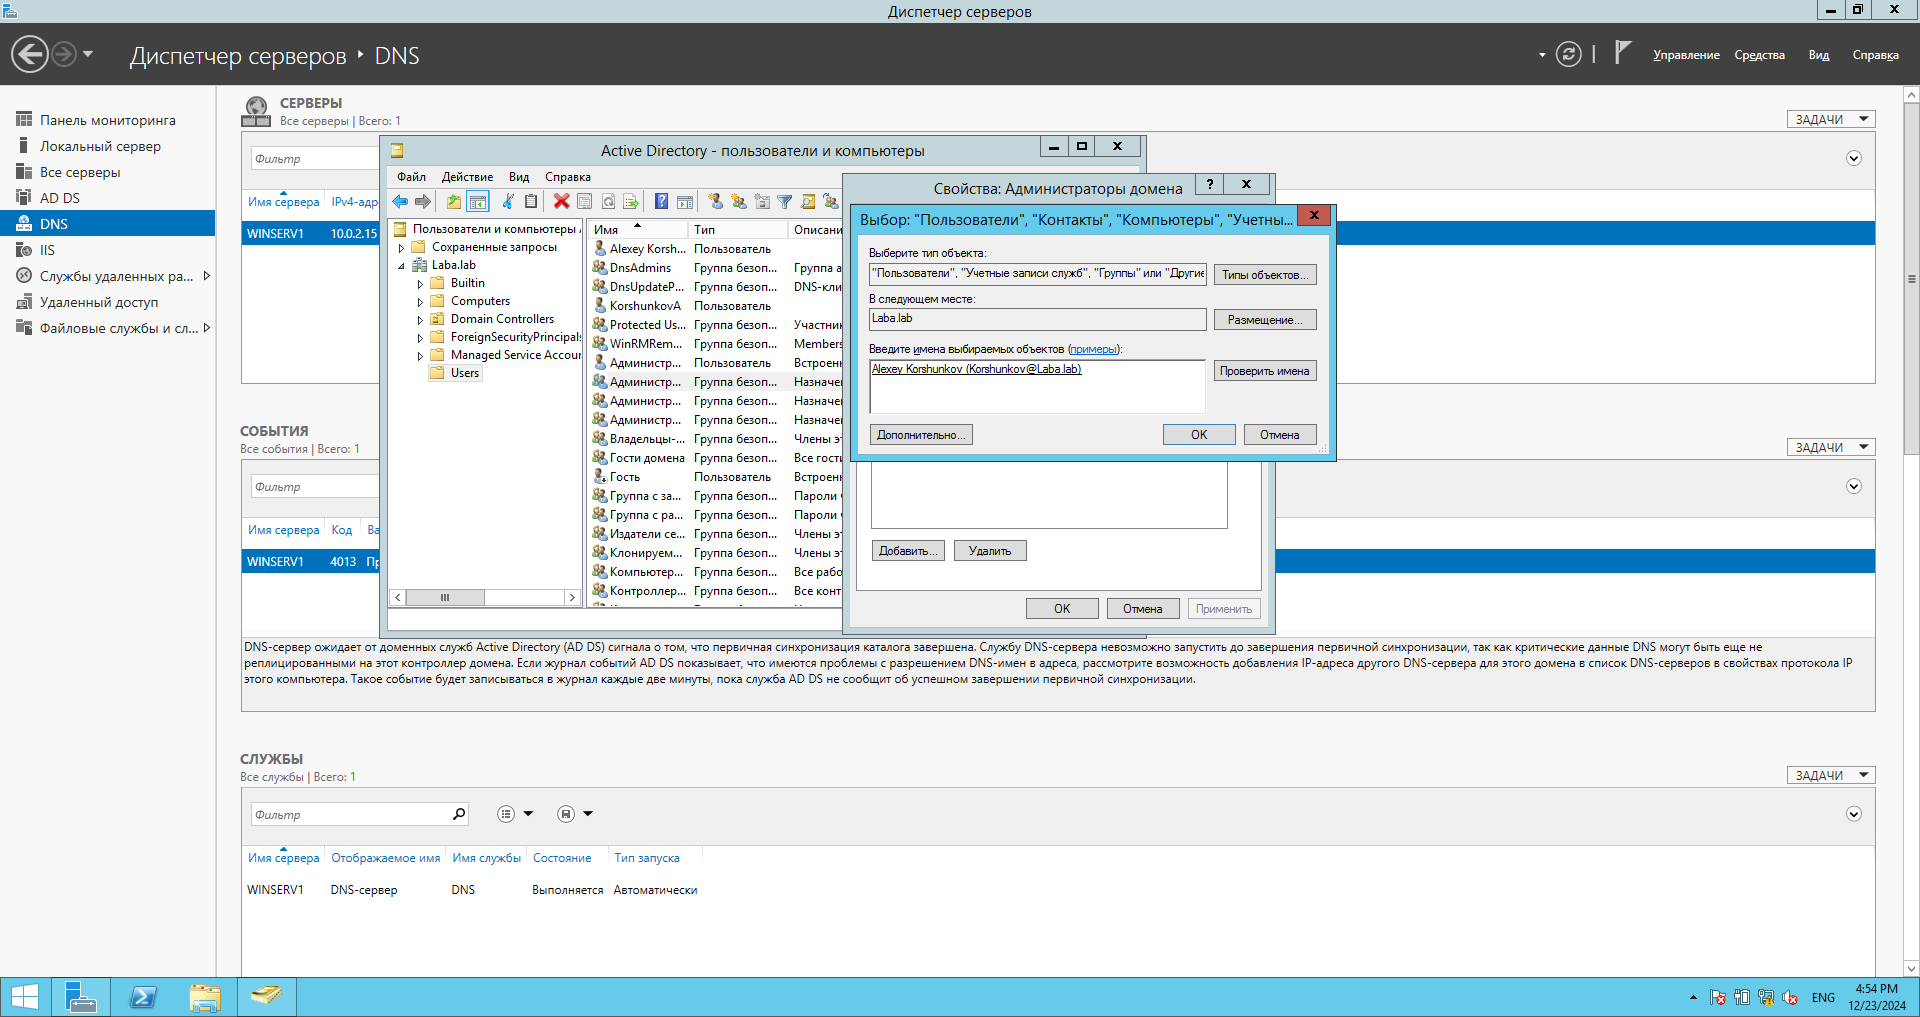 Диспетчер серверов
Диспетчер серверов ‣ DNS
Управление Средства Вид Справка
Панель мониторинга
Локальный сервер
Все серверы
AD DS
DNS
IIS
Службы удаленных ра...
Удаленный доступ
Файловые службы и сл...
СЕРВЕРЫ
Все серверы | Всего: 1
ЗАДАЧИ
Фильтр
Имя сервера IPv4-адр
WINSERV1 10.0.2.15
СОБЫТИЯ
Все события | Всего: 1
ЗАДАЧИ
Фильтр
Имя сервера Код Ва
WINSERV1 4013 Пр
DNS-сервер ожидает от доменных служб Active Directory (AD DS) сигнала о том, что первичная синхронизация каталога завершена. Службу DNS-сервера невозможно запустить до завершения первичной синхронизации, так как критические данные DNS могут быть еще не
реплицированными на этот контроллер домена. Если журнал событий AD DS показывает, что имеются проблемы с разрешением DNS-имен в адреса, рассмотрите возможность добавления IP-адреса другого DNS-сервера для этого домена в список DNS-серверов в свойствах протокола IP
этого компьютера. Такое событие будет записываться в журнал каждые две минуты, пока служба AD DS не сообщит об успешном завершении первичной синхронизации.
СЛУЖБЫ
Все службы | Всего: 1
ЗАДАЧИ
Фильтр
Имя сервера Отображаемое имя Имя службы Состояние Тип запуска
WINSERV1 DNS-сервер DNS Выполняется Автоматически
Active Directory - пользователи и компьютеры
Файл Действие Вид Справка
Пользователи и компьютеры
Сохраненные запросы
Laba.lab
Builtin
Computers
Domain Controllers
ForeignSecurityPrincipals
Managed Service Accour
Users
Имя Тип Описани
Alexey Korsh... Пользователь
DnsAdmins Группа безоп... Группа а
DnsUpdateP... Группа безоп... DNS-кли
KorshunkovA Пользователь
Protected Us... Группа безоп... Участник
WinRMRem... Группа безоп... Members
Администр... Пользователь Встроен
Администр... Группа безоп... Назначе
Администр... Группа безоп... Назначе
Администр... Группа безоп... Назначе
Владельцы-... Группа безоп... Члены э
Гости домена Группа безоп... Все гост
Гость Пользователь Встроен
Группа с за... Группа безоп... Пароли
Группа с ра... Группа безоп... Пароли
Издатели се... Группа безоп... Члены э
Клонируем... Группа безоп... Члены э
Компьютер... Группа безоп... Все рабо
Контроллер... Группа безоп... Все конт
Свойства: Администраторы домена
Добавить... Удалить
OK Отмена Применить
Выбор: "Пользователи", "Контакты", "Компьютеры", "Учетны...
Выберите тип объекта:
"Пользователи", "Учетные записи служб", "Группы" или "Другие Типы объектов...
В следующем месте:
Laba.lab Размещение...
Введите имена выбираемых объектов (примеры):
Alexey Korshunkov (Korshunkov@Laba.lab) Проверить имена
Дополнительно... OK Отмена
ENG
4:54 PM
12/23/2024